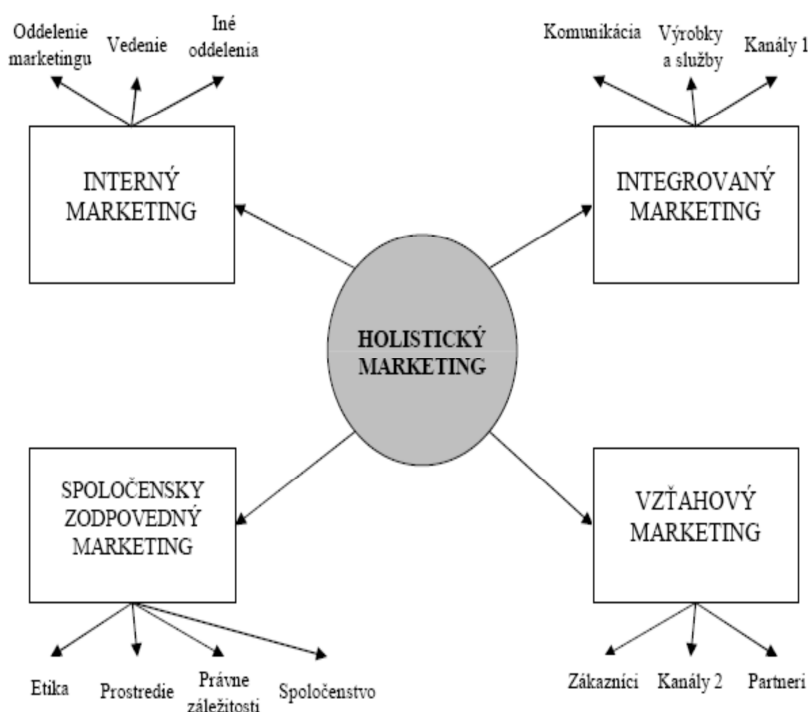 Oddelenie
marketingu
Vedenie
Iné
oddelenia
Komunikácia
Výrobky
a služby
Kanály 1
INTERNÝ
MARKETING
INTEGROVANÝ
MARKETING
HOLISTICKÝ
MARKETING
SPOLOČENSKY
ZODPOVEDNÝ
MARKETING
VZŤAHOVÝ
MARKETING
Etika
Prostredie
Právne
záležitosti
Spoločenstvo
Zákazníci
Kanály 2
Partneri